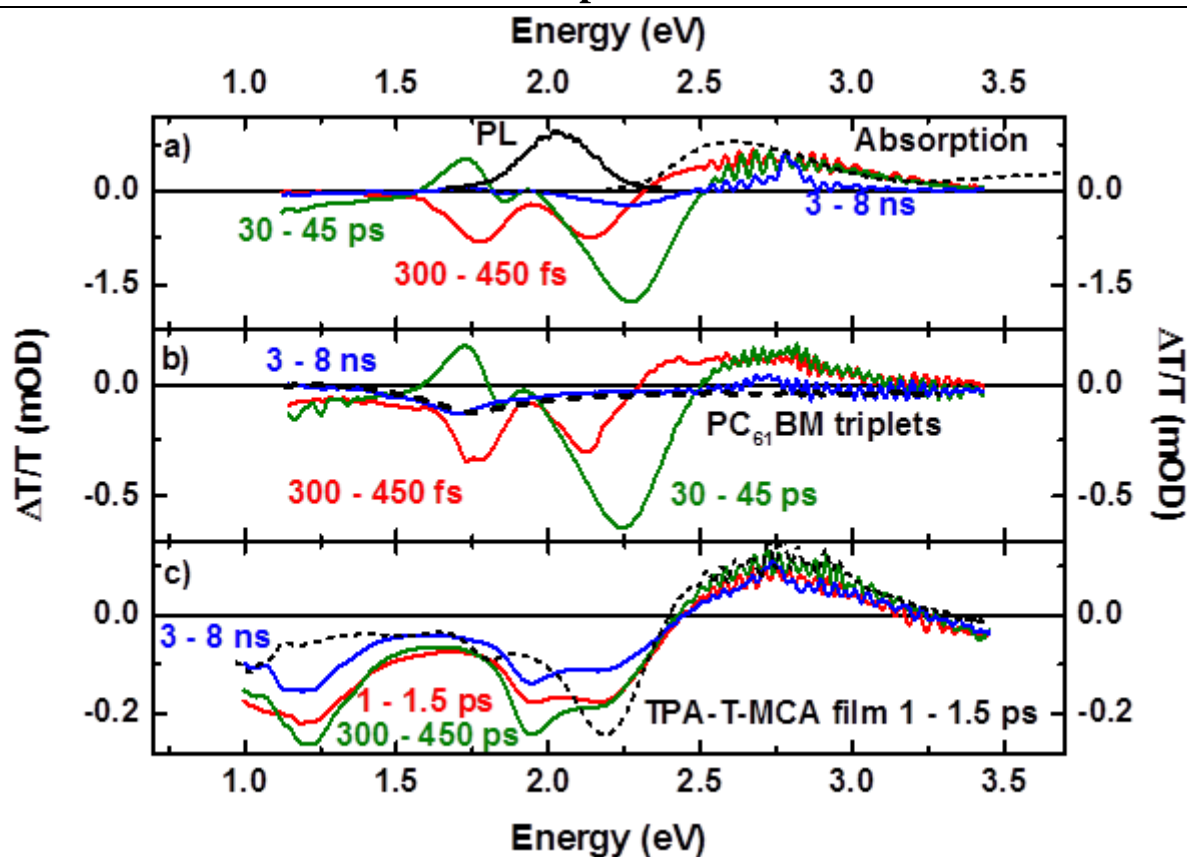 Energy (eV)
1.0 1.5 2.0 2.5 3.0 3.5
a) PL Absorption
0.0 0.0
30 - 45 ps 3 - 8 ns
300 - 450 fs
-1.5 -1.5
b) 3 - 8 ns
0.0 0.0
PC61BM triplets
300 - 450 fs 30 - 45 ps
-0.5 -0.5
ΔT/T (mOD) ΔT/T (mOD)
c)
0.0 0.0
3 - 8 ns
1 - 1.5 ps TPA-T-MCA film 1 - 1.5 ps
-0.2 -0.2
300-450 ps
1.0 1.5 2.0 2.5 3.0 3.5
Energy (eV)